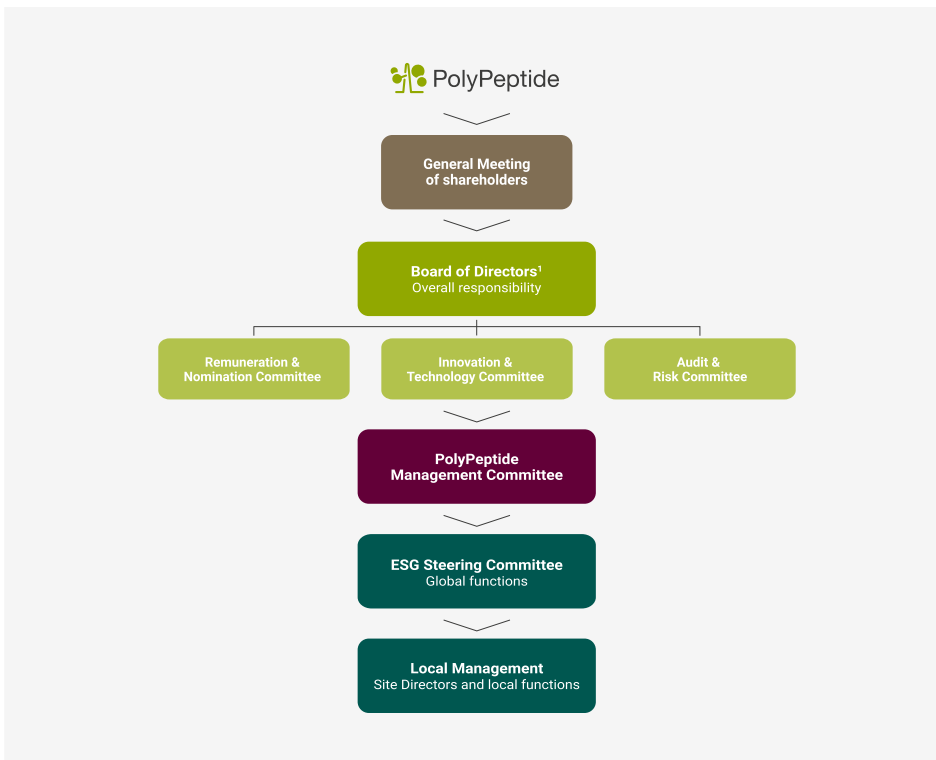 PolyPeptide
General Meeting
of shareholders
Board of Directors¹
Overall responsibility
Remuneration &
Nomination Committee
Innovation &
Technology Committee
Audit &
Risk Committee
PolyPeptide
Management Committee
ESG Steering Committee
Global functions
Local Management
Site Directors and local functions